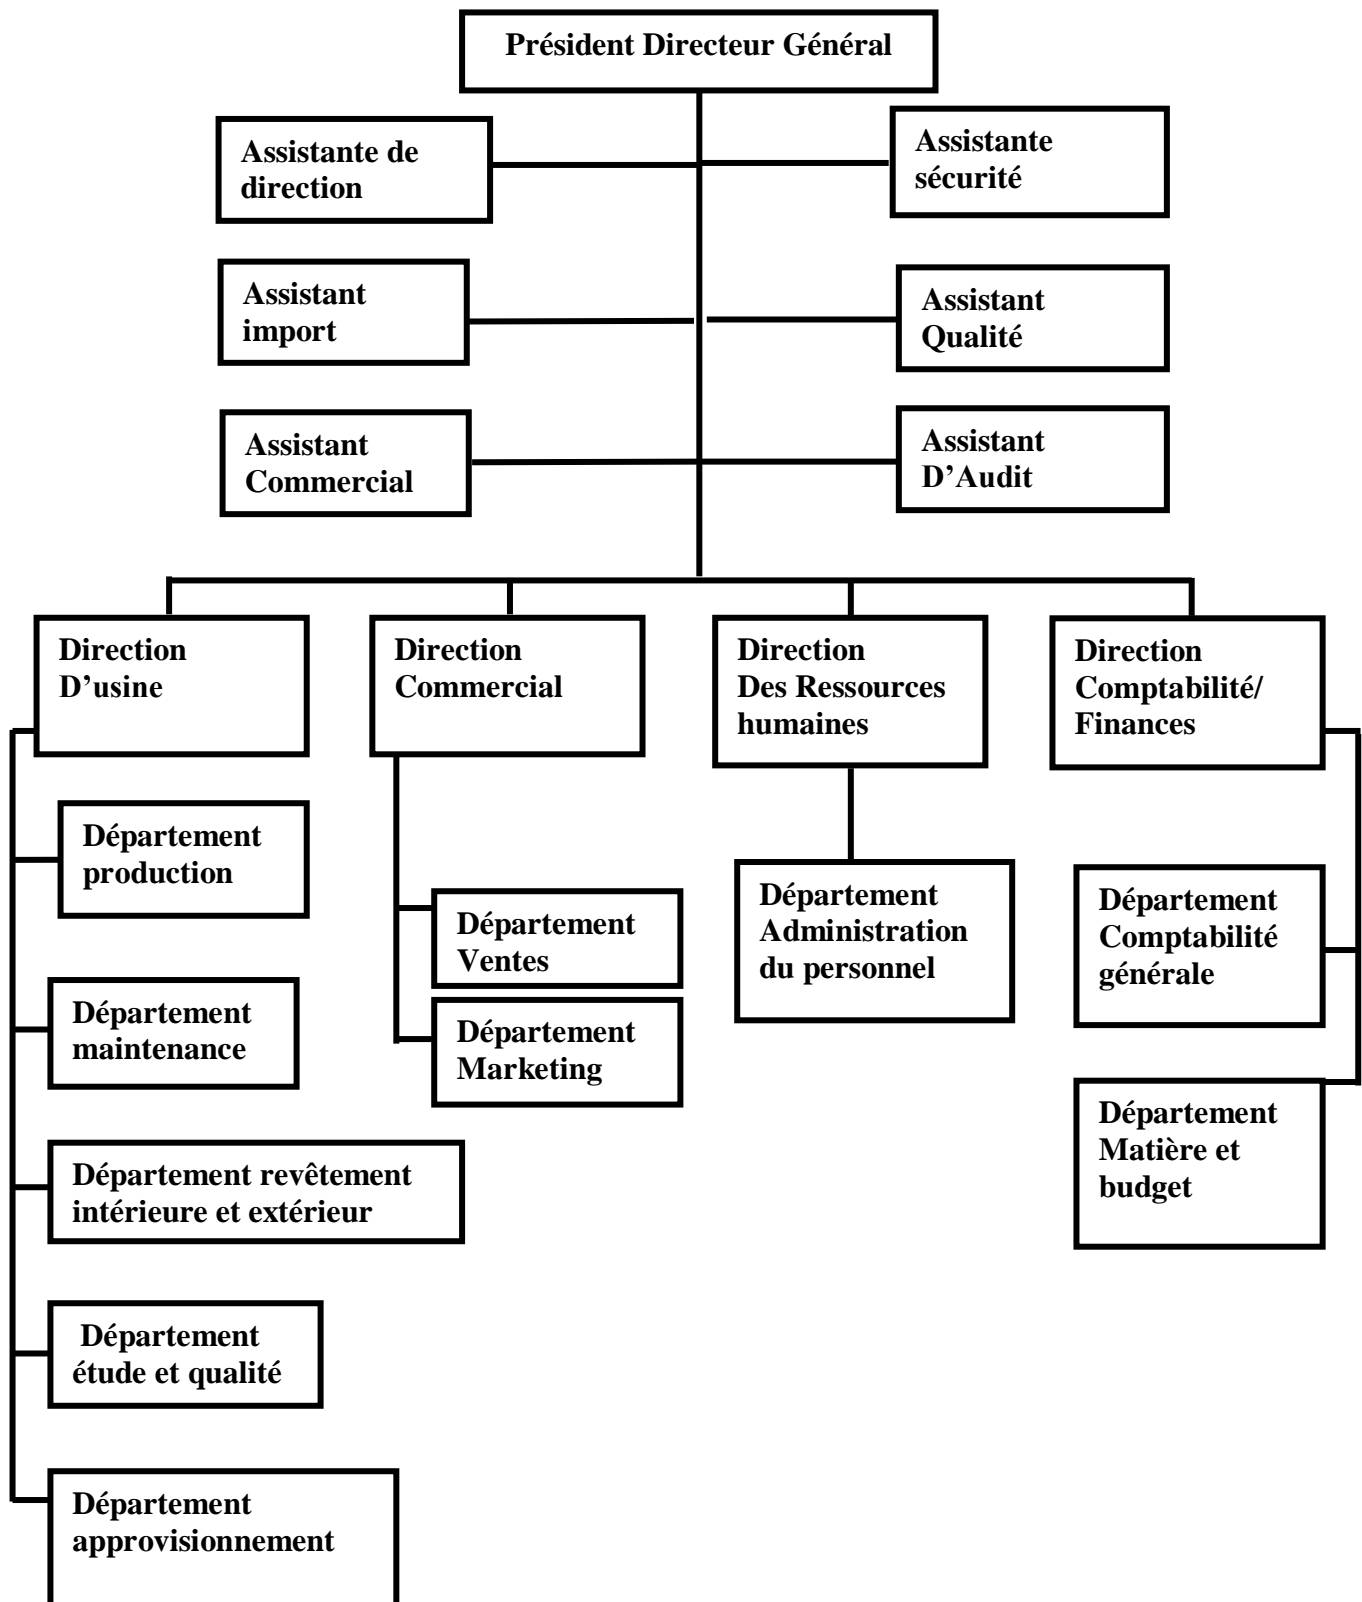 Président Directeur Général
Assistante de
direction
Assistante
sécurité
Assistant
import
Assistant
Qualité
Assistant
Commercial
Assistant
D’Audit
Direction
D’usine
Direction
Commercial
Direction
Des Ressources
humaines
Direction
Comptabilité/
Finances
Département
production
Département
maintenance
Département revêtement
intérieure et extérieur
Département
étude et qualité
Département
approvisionnement
Département
Ventes
Département
Marketing
Département
Administration
du personnel
Département
Comptabilité
générale
Département
Matière et
budget